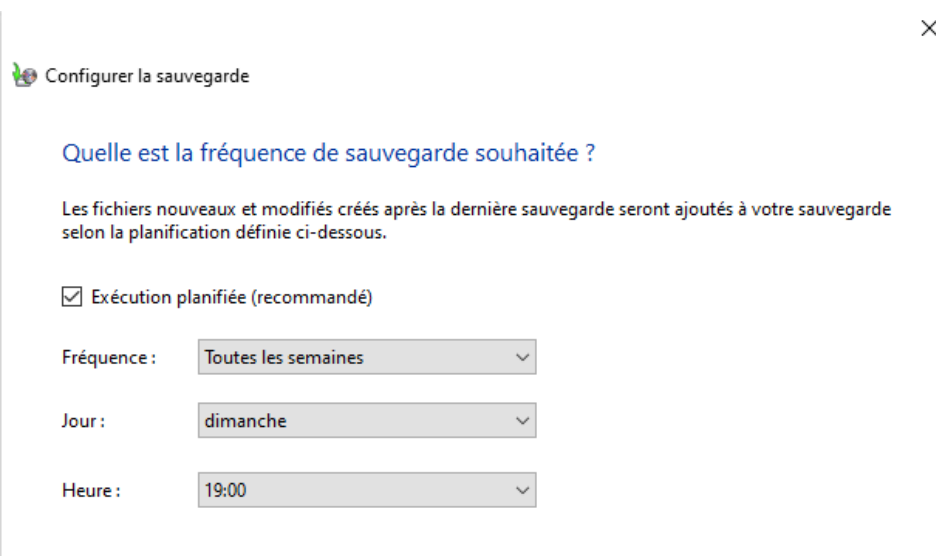 Configurer la sauvegarde
Quelle est la fréquence de sauvegarde souhaitée ?
Les fichiers nouveaux et modifiés créés après la dernière sauvegarde seront ajoutés à votre sauvegarde
selon la planification définie ci-dessous.
Exécution planifiée (recommandé)
Fréquence : Toutes les semaines
Jour : dimanche
Heure : 19:00